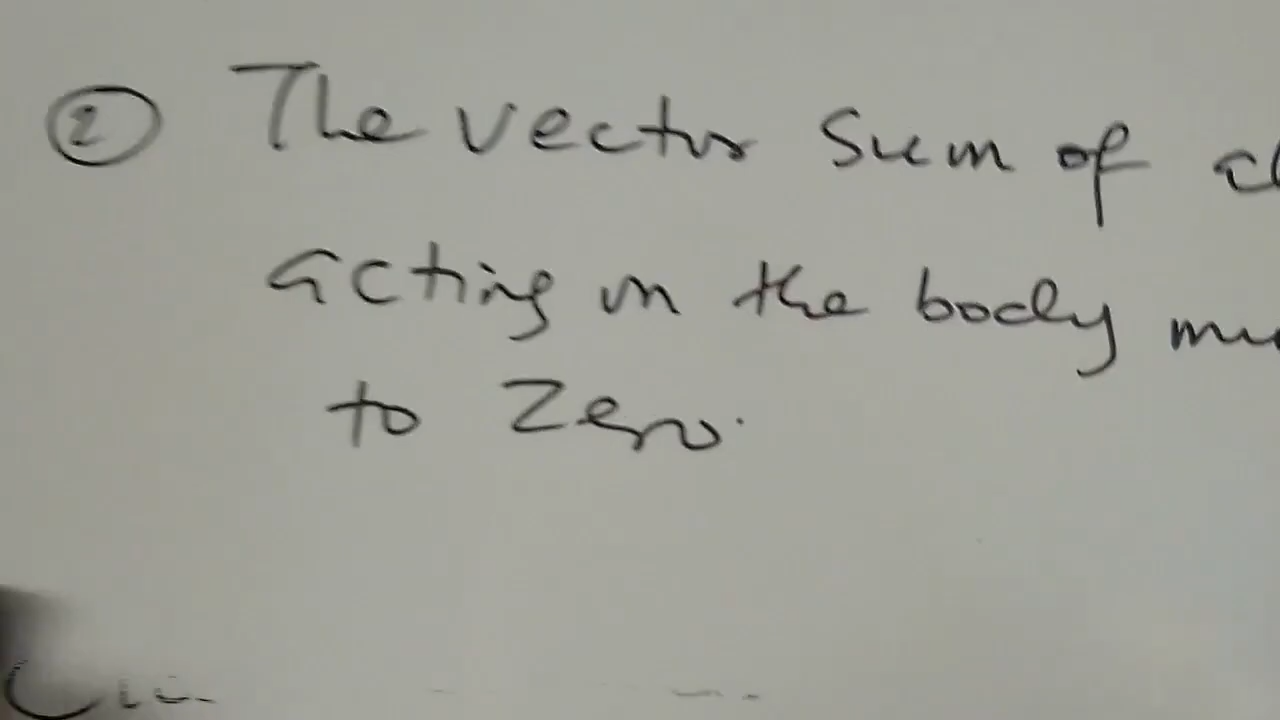 ② The vector sum of
acting on the body
to zero.